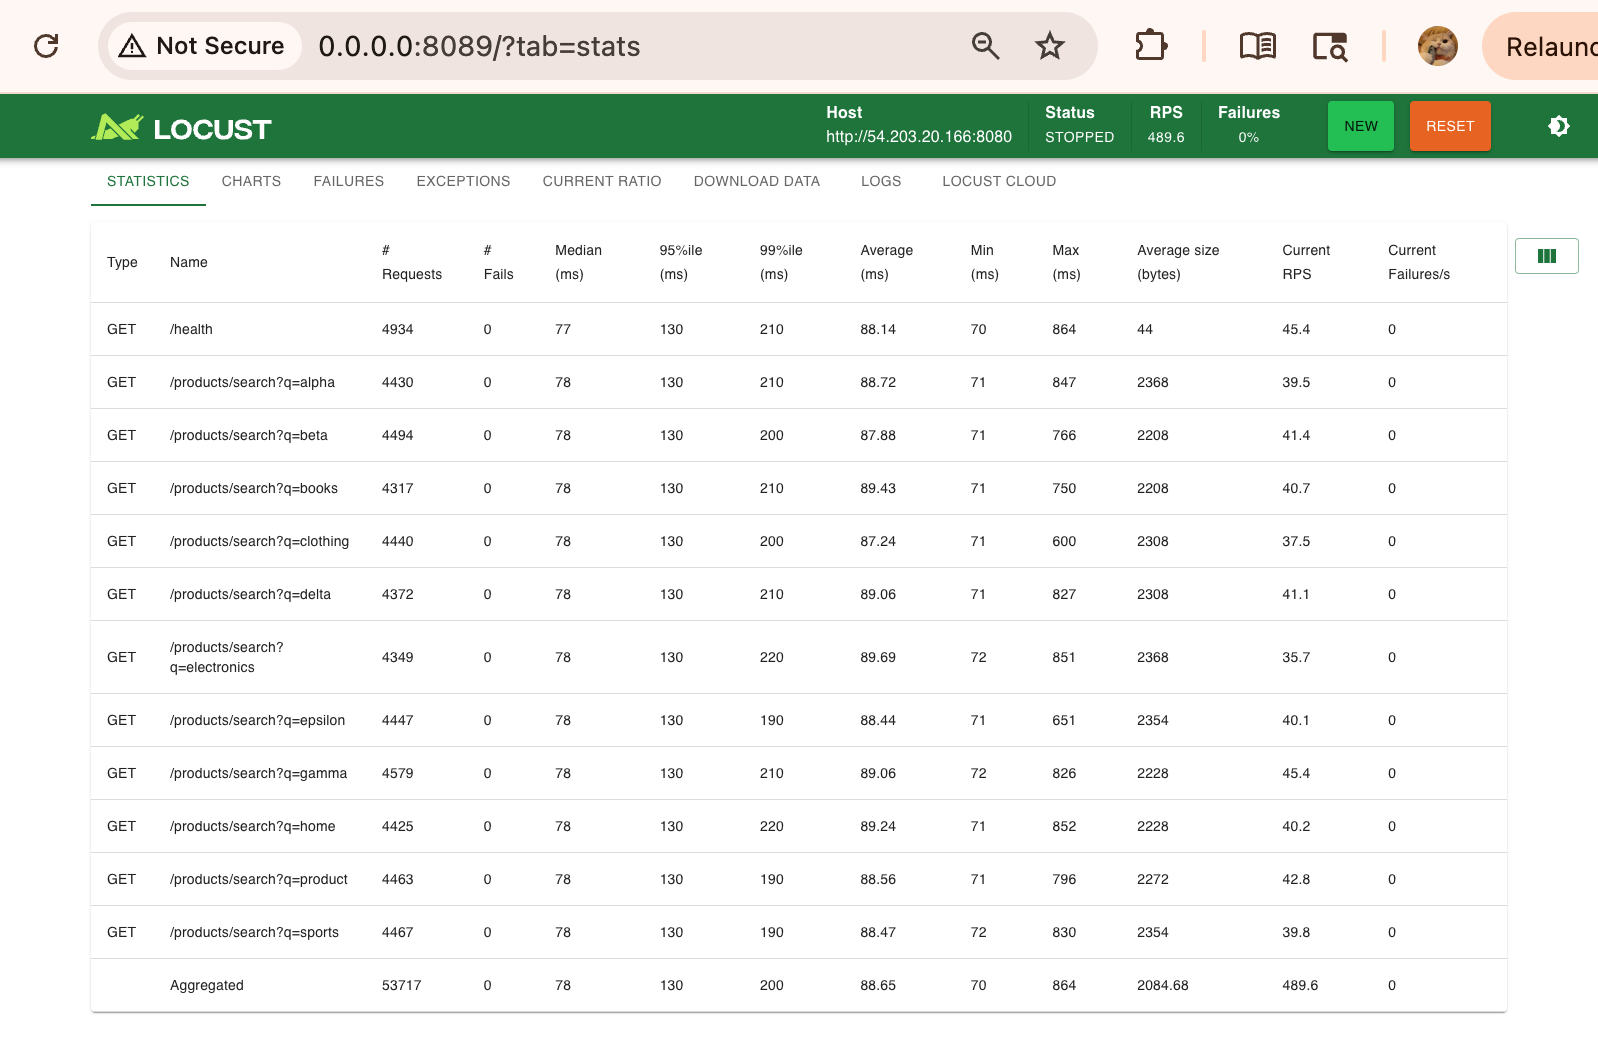 Not Secure 0.0.0.0:8089/?tab=stats Relaunc
LOCUST
Host Status RPS Failures
http://54.203.20.166:8080 STOPPED 489.6 0% NEW RESET
STATISTICS CHARTS FAILURES EXCEPTIONS CURRENT RATIO DOWNLOAD DATA LOGS LOCUST CLOUD
Type Name # Requests # Fails Median (ms) 95%ile (ms) 99%ile (ms) Average (ms) Min (ms) Max (ms) Average size (bytes) Current RPS Current Failures/s
GET /health 4934 0 77 130 210 88.14 70 864 44 45.4 0
GET /products/search?q=alpha 4430 0 78 130 210 88.72 71 847 2368 39.5 0
GET /products/search?q=beta 4494 0 78 130 200 87.88 71 766 2208 41.4 0
GET /products/search?q=books 4317 0 78 130 210 89.43 71 750 2208 40.7 0
GET /products/search?q=clothing 4440 0 78 130 200 87.24 71 600 2308 37.5 0
GET /products/search?q=delta 4372 0 78 130 210 89.06 71 827 2308 41.1 0
GET /products/search?q=electronics 4349 0 78 130 220 89.69 72 851 2368 35.7 0
GET /products/search?q=epsilon 4447 0 78 130 190 88.44 71 651 2354 40.1 0
GET /products/search?q=gamma 4579 0 78 130 210 89.06 72 826 2228 45.4 0
GET /products/search?q=home 4425 0 78 130 220 89.24 71 852 2228 40.2 0
GET /products/search?q=product 4463 0 78 130 190 88.56 71 796 2272 42.8 0
GET /products/search?q=sports 4467 0 78 130 190 88.47 72 830 2354 39.8 0
Aggregated 53717 0 78 130 200 88.65 70 864 2084.68 489.6 0